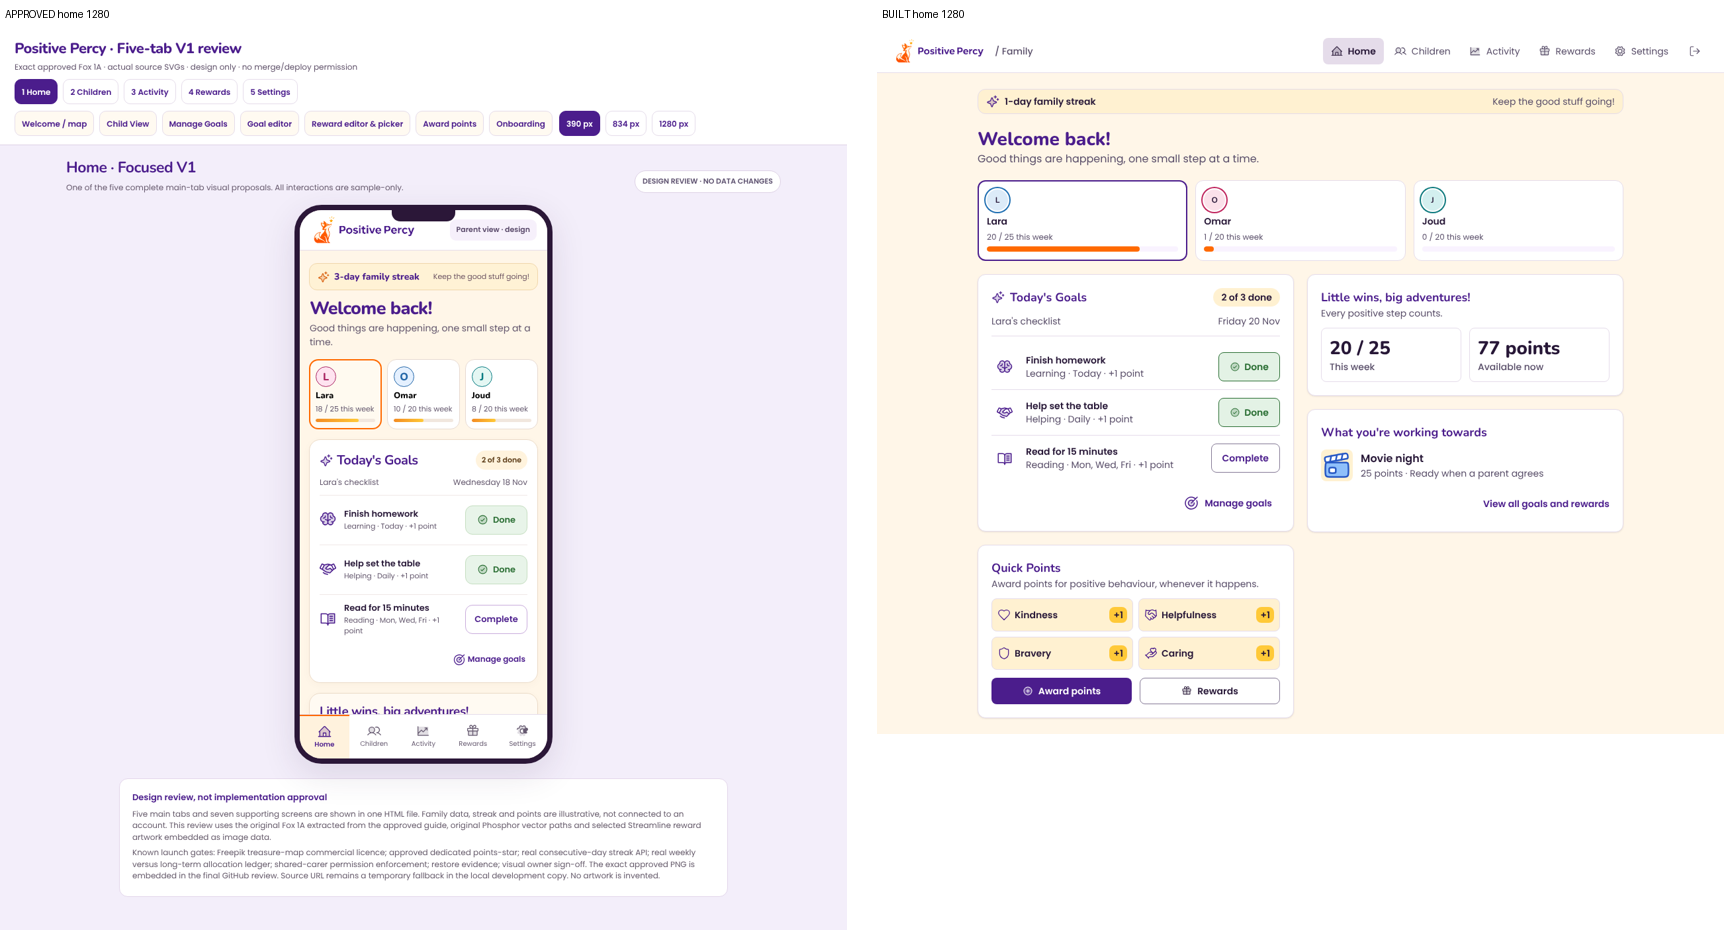 APPROVED home 1280
Positive Percy · Five-tab V1 review
Exact approved Fox 1A · actual source SVGs · design only · no merge/deploy permission
1 Home
2 Children
3 Activity
4 Rewards
5 Settings
Welcome / map
Child View
Manage Goals
Goal editor
Reward editor & picker
Award points
Onboarding
390 px
834 px
1280 px
Home · Focused V1
One of the five complete main-tab visual proposals. All interactions are sample-only.
DESIGN REVIEW · NO DATA CHANGES
Positive Percy
Parent view · design
3-day family streak
Keep the good stuff going!
Welcome back!
Good things are happening, one small step at a
time.
L
Lara
18 / 25 this week
O
Omar
10 / 20 this week
J
Joud
8 / 20 this week
Today's Goals
2 of 3 done
Lara's checklist
Wednesday 18 Nov
Finish homework
Learning · Today · +1 point
Done
Help set the table
Helping · Daily · +1 point
Done
Read for 15 minutes
Reading · Mon, Wed, Fri · +1
point
Complete
Manage goals
Little wins, big adventures!
Home
Children
Activity
Rewards
Settings
Design review, not implementation approval
Five main tabs and seven supporting screens are shown in one HTML file. Family data, streak and points are illustrative, not connected to an
account. This review uses the original Fox 1A extracted from the approved guide, original Phosphor vector paths and selected Streamline reward
artwork embedded as image data.
Known launch gates: Freepik treasure-map commercial licence; approved dedicated points-star; real consecutive-day streak API; real weekly
versus long-term allocation ledger; shared-carer permission enforcement; restore evidence; visual owner sign-off. The exact approved PNG is
embedded in the final GitHub review. Source URL remains a temporary fallback in the local development copy. No artwork is invented.
BUILT home 1280
Positive Percy
/ Family
Home
Children
Activity
Rewards
Settings
1-day family streak
Keep the good stuff going!
Welcome back!
Good things are happening, one small step at a time.
L
Lara
20 / 25 this week
O
Omar
1 / 20 this week
J
Joud
0 / 20 this week
Today's Goals
2 of 3 done
Lara's checklist
Friday 20 Nov
Finish homework
Learning · Today · +1 point
Done
Help set the table
Helping · Daily · +1 point
Done
Read for 15 minutes
Reading · Mon, Wed, Fri · +1 point
Complete
Manage goals
Little wins, big adventures!
Every positive step counts.
20 / 25
This week
77 points
Available now
What you're working towards
Movie night
25 points · Ready when a parent agrees
View all goals and rewards
Quick Points
Award points for positive behaviour, whenever it happens.
Kindness
+1
Helpfulness
+1
Bravery
+1
Caring
+1
Award points
Rewards